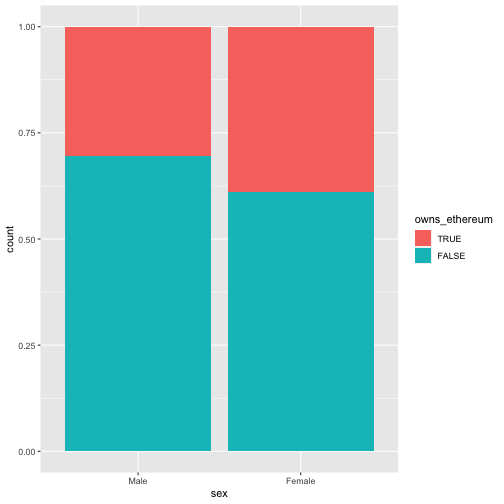 1.00
0.75
0.50
0.25
0.00
count
Male Female
sex
owns_ethereum
TRUE
FALSE